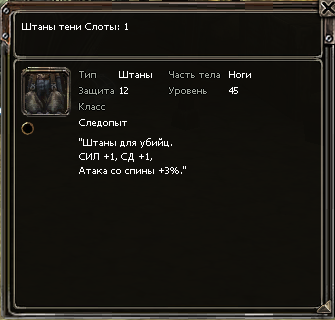 Штаны тени Слоты: 1
Тип Штаны Часть тела Ноги
Защита 12 Уровень 45
Класс
Следопыт
"Штаны для убийц.
СИЛ +1, СД +1,
Атака со спины +3%."